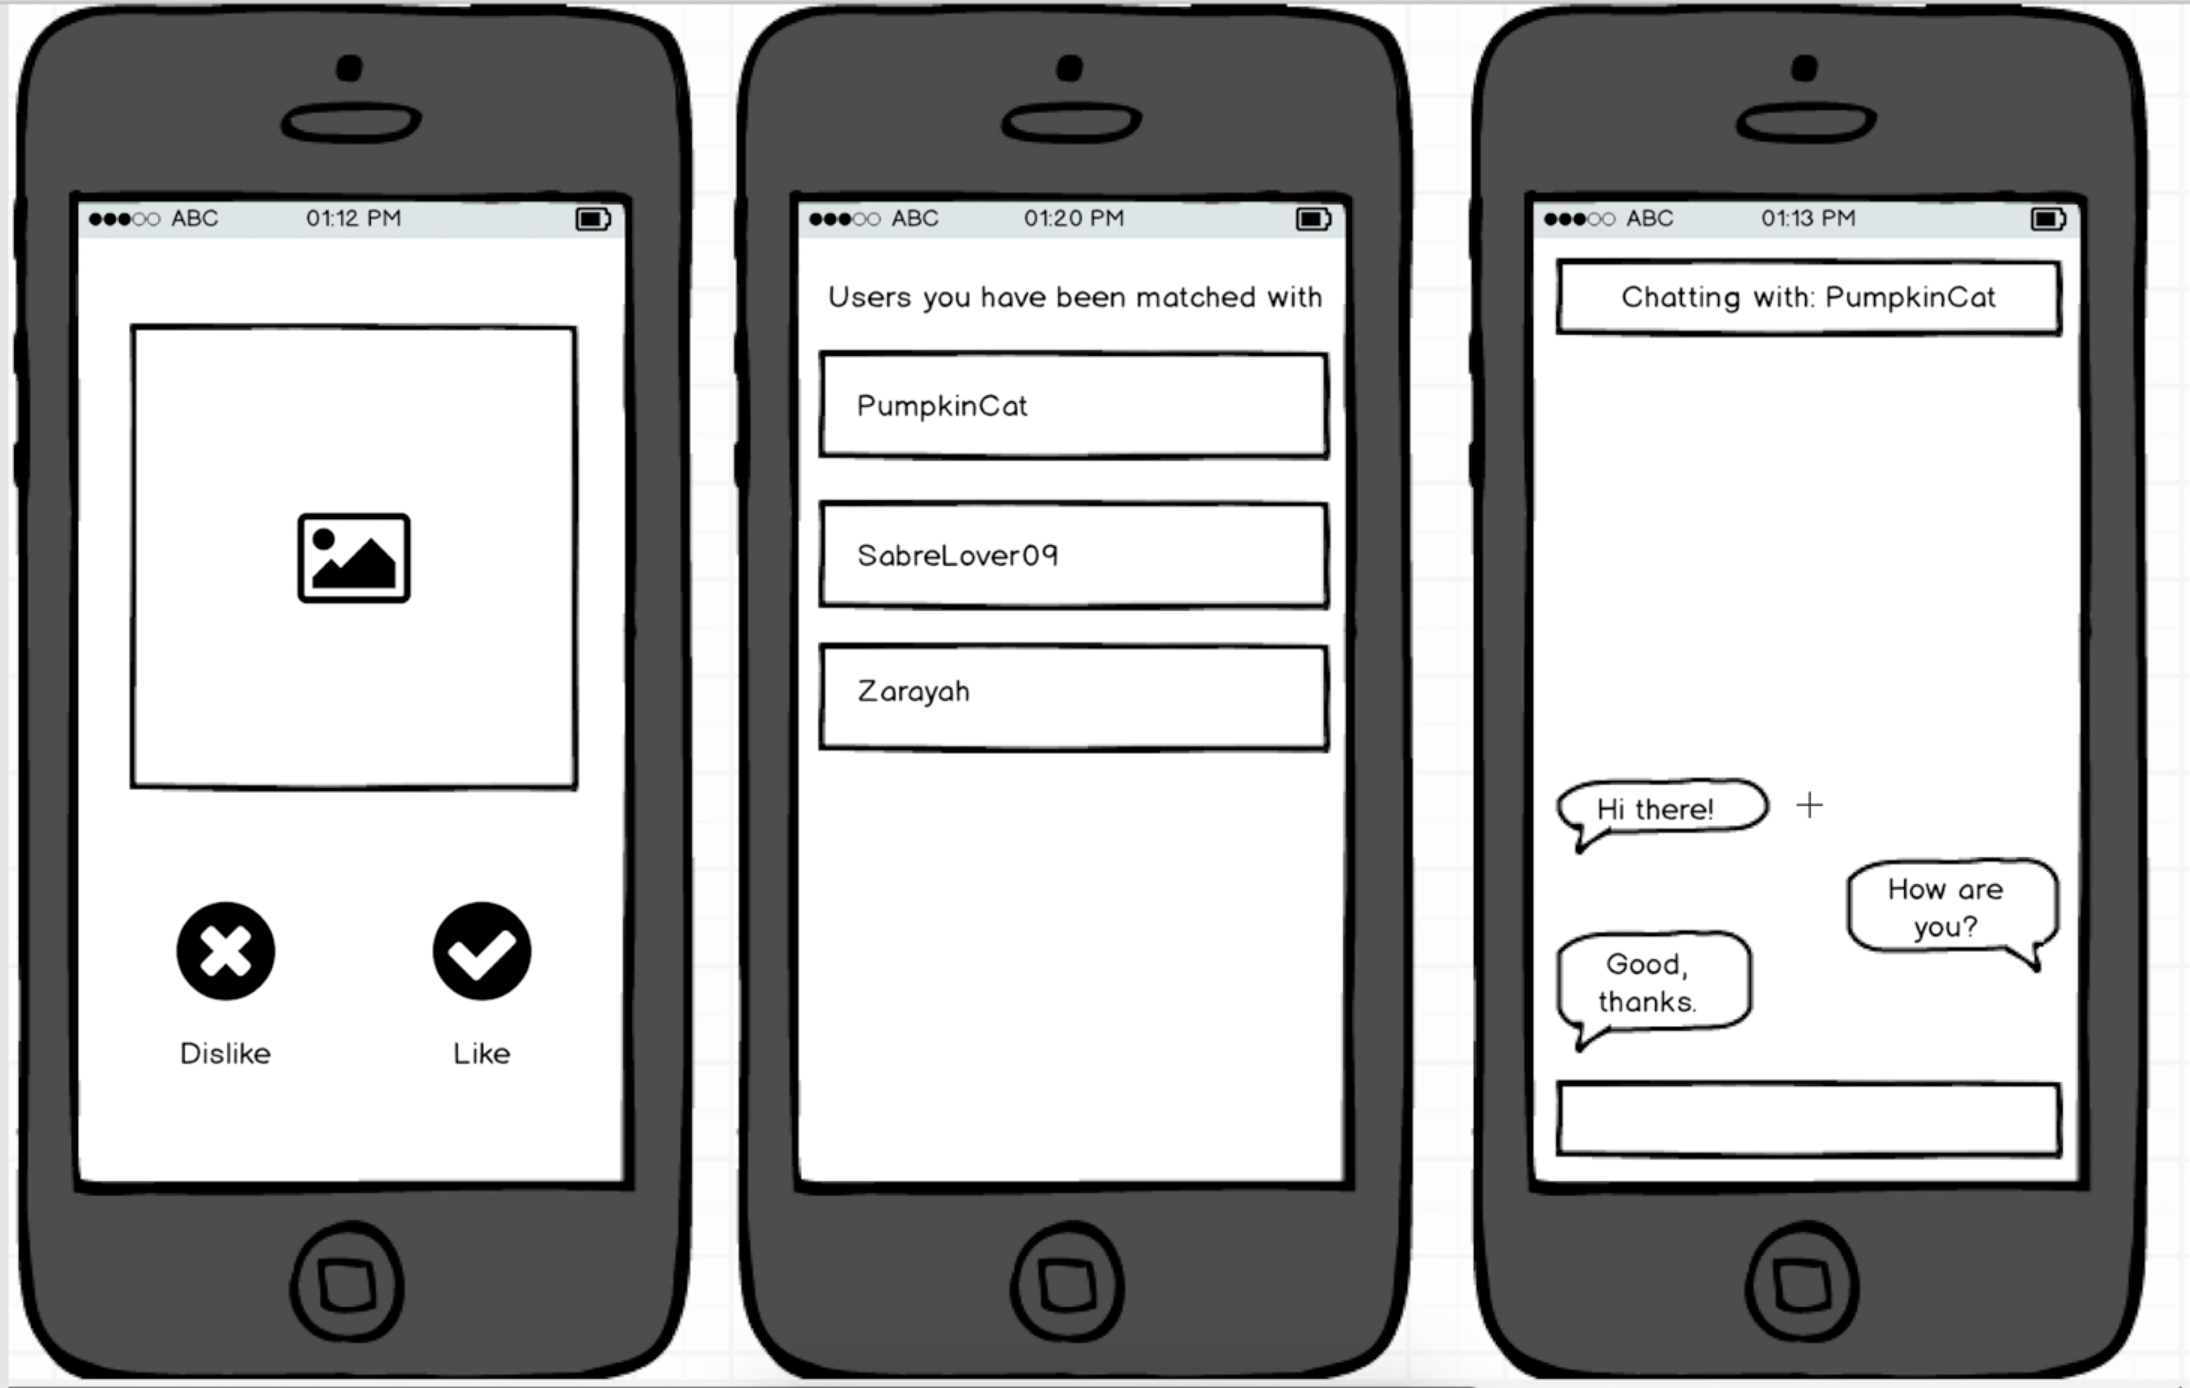 ABC 01:12 PM
Dislike
Like
ABC 01:20 PM
Users you have been matched with
PumpkinCat
SabreLover09
Zarayah
ABC 01:13 PM
Chatting with: PumpkinCat
Hi there!
How are
you?
Good,
thanks.